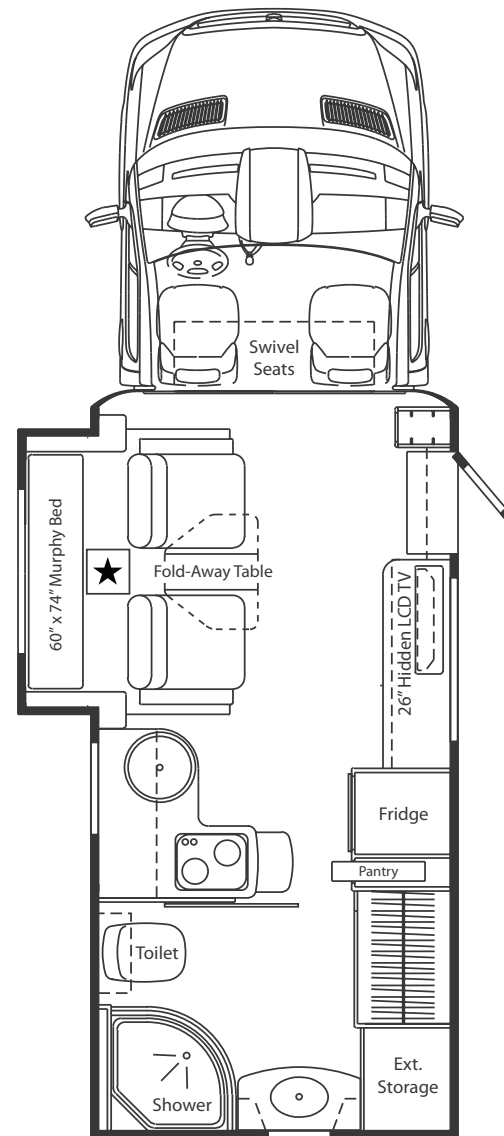 Swivel
Seats
60" x 74" Murphy Bed
Fold-Away Table
26" Hidden LCD TV
Fridge
Pantry
Toilet
Shower
Ext.
Storage